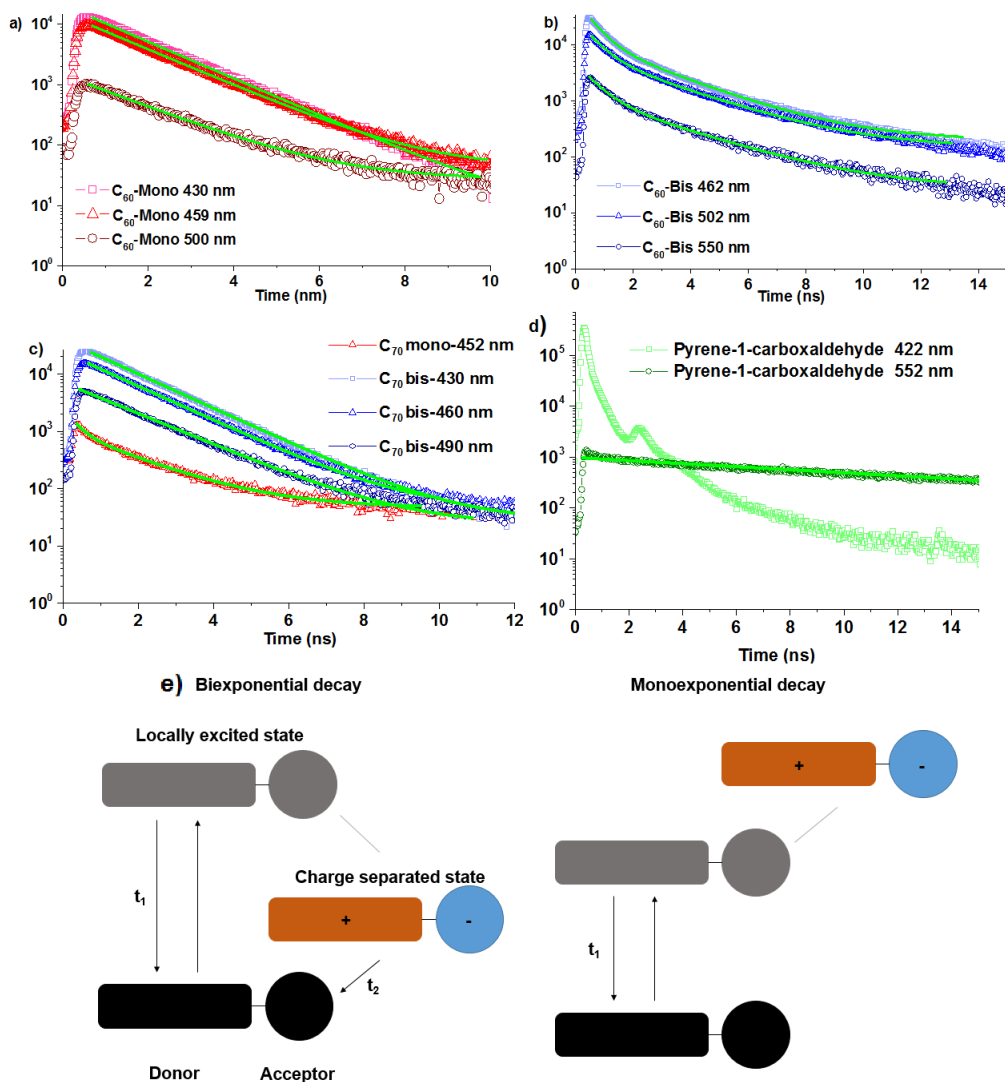 a)
10⁴
10³
10²
10¹
10⁰
C₆₀-Mono 430 nm
C₆₀-Mono 459 nm
C₆₀-Mono 500 nm
0 2 4 6 8 10
Time (nm)
b)
10⁴
10³
10²
10¹
10⁰
C₆₀-Bis 462 nm
C₆₀-Bis 502 nm
C₆₀-Bis 550 nm
0 2 4 6 8 10 12 14
Time (ns)
c)
10⁴
10³
10²
10¹
10⁰
C₇₀ mono-452 nm
C₇₀ bis-430 nm
C₇₀ bis-460 nm
C₇₀ bis-490 nm
0 2 4 6 8 10 12
Time (ns)
d)
10⁵
10⁴
10³
10²
10¹
10⁰
Pyrene-1-carboxaldehyde 422 nm
Pyrene-1-carboxaldehyde 552 nm
0 2 4 6 8 10 12 14
Time (ns)
e) Biexponential decay
Monoexponential decay
Locally excited state
t₁
Charge separated state
+ -
t₂
Donor Acceptor
+ -
t₁